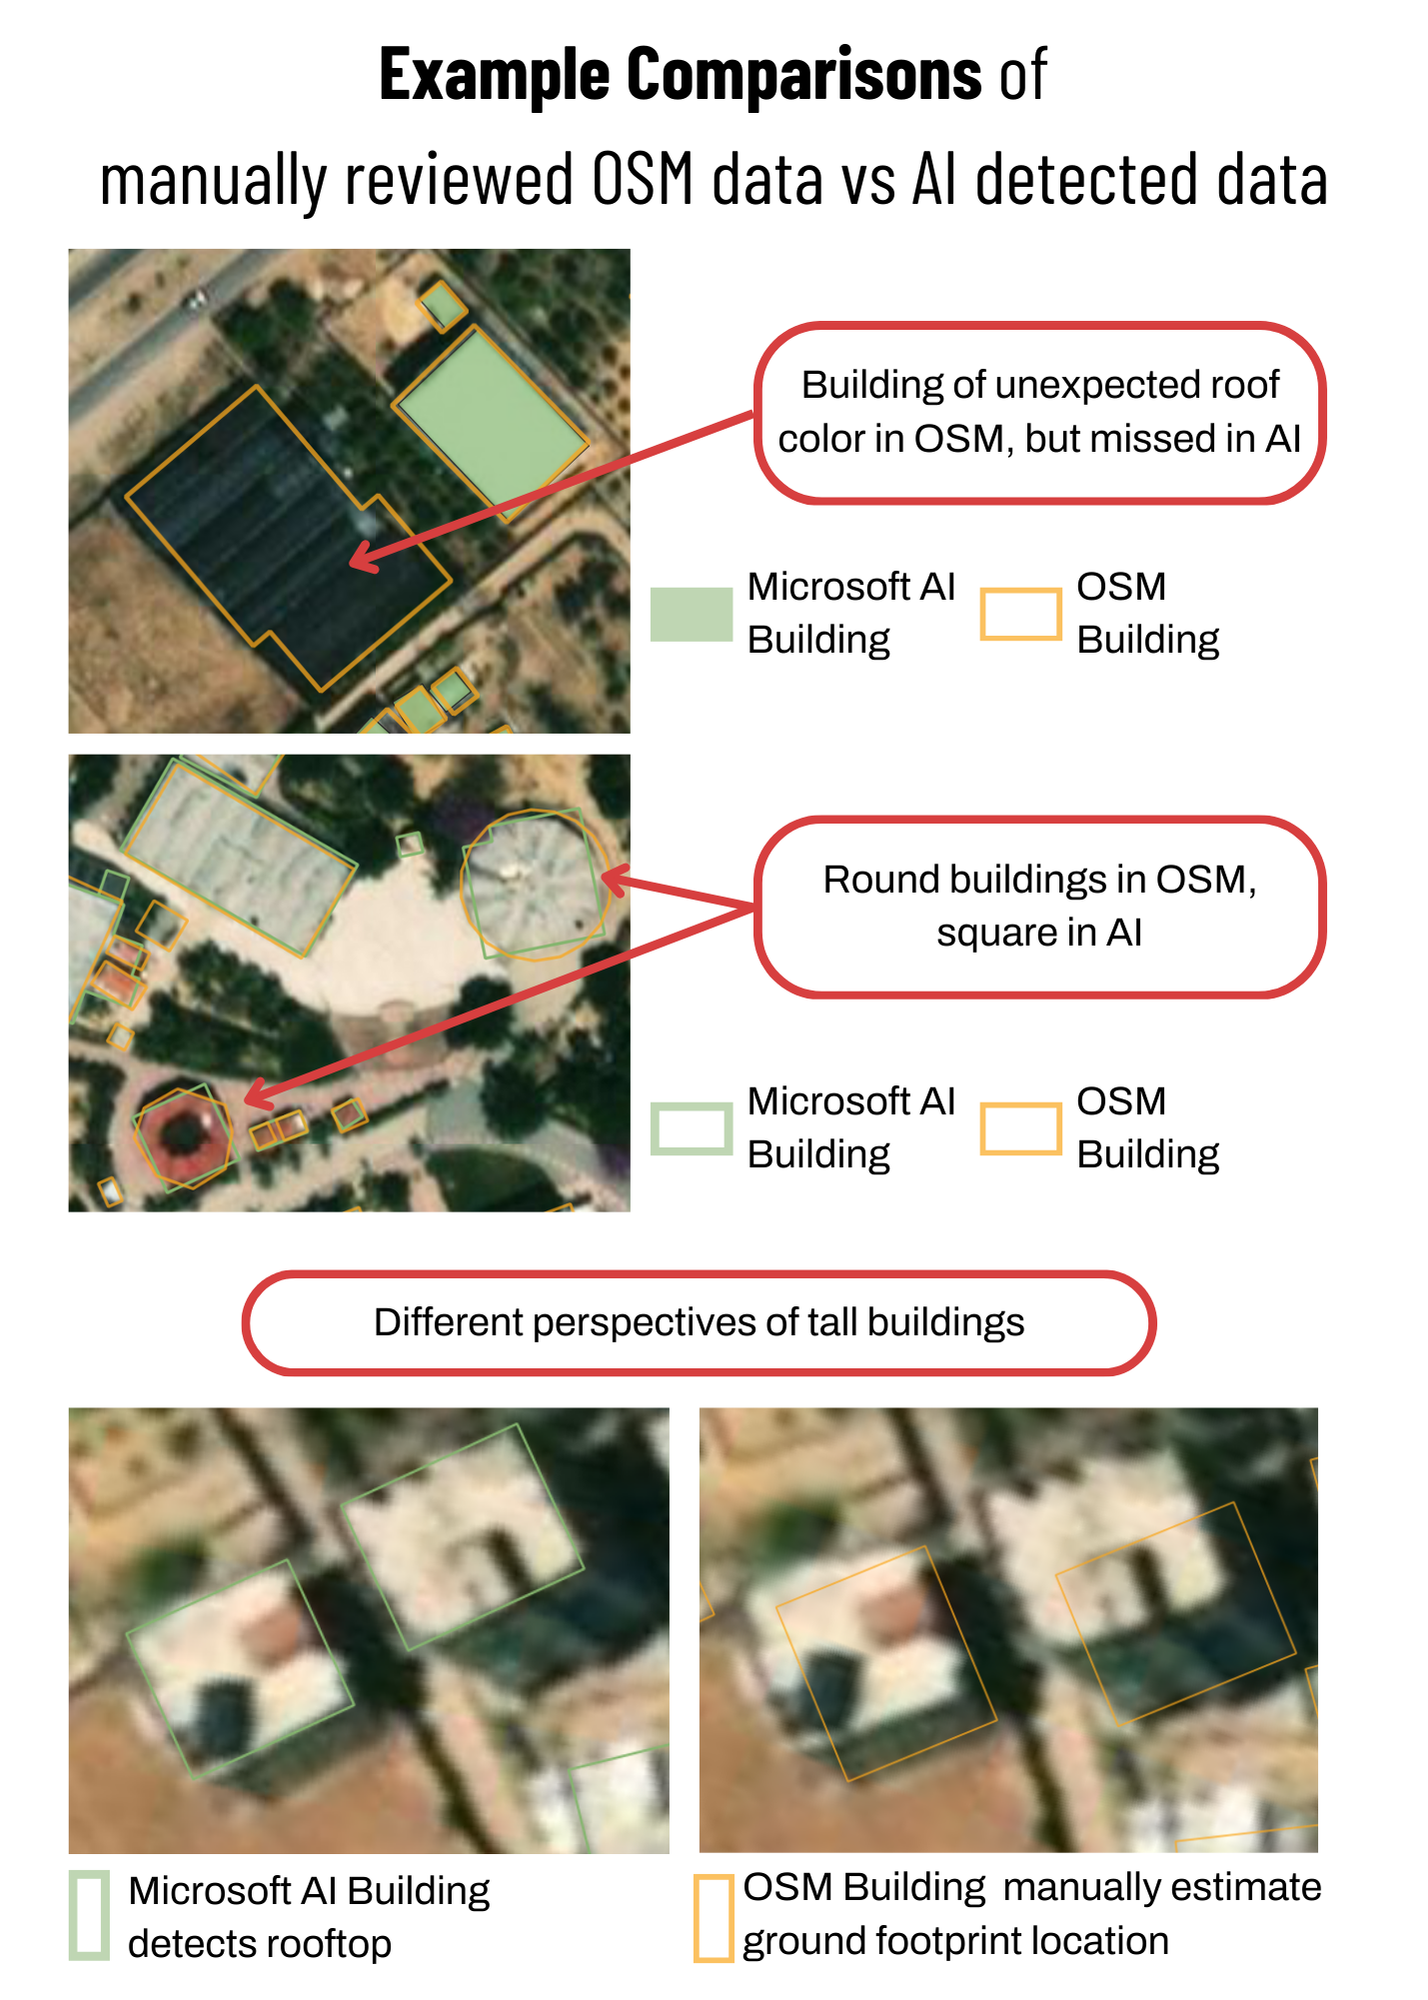 Example Comparisons of
manually reviewed OSM data vs AI detected data
Building of unexpected roof
color in OSM, but missed in AI
Microsoft AI
Building
OSM
Building
Round buildings in OSM,
square in AI
Microsoft AI
Building
OSM
Building
Different perspectives of tall buildings
Microsoft AI Building
detects rooftop
OSM Building manually estimate
ground footprint location